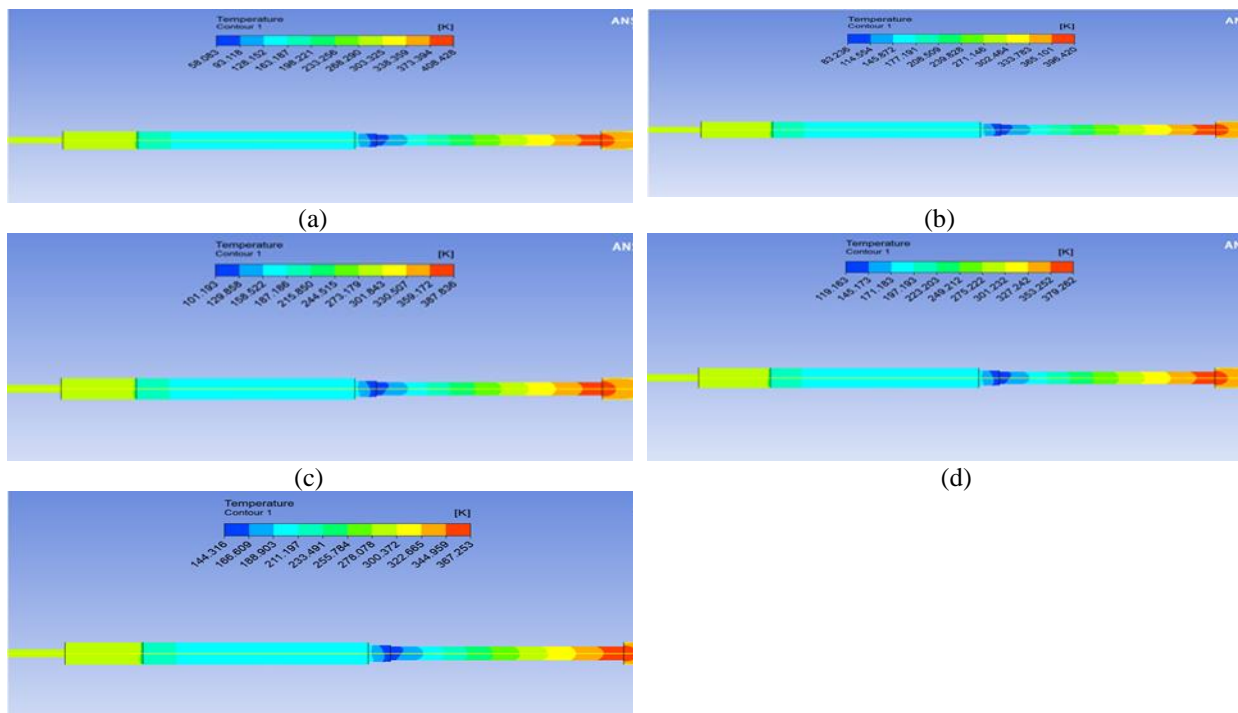 Temperature
Contour 1
[K]
AN
58.083
93.118
128.152
163.187
198.221
233.256
268.290
303.325
338.359
373.394
408.428
(a)
Temperature
Contour 1
[K]
AN
83.236
114.554
145.872
177.191
208.509
239.828
271.146
302.464
333.783
365.101
396.420
(b)
Temperature
Contour 1
[K]
AN
101.193
129.858
158.522
187.186
215.850
244.515
273.179
301.843
330.507
359.172
387.836
(c)
Temperature
Contour 1
[K]
AN
119.163
145.173
171.183
197.193
223.203
249.212
275.222
301.232
327.242
353.252
379.262
(d)
Temperature
Contour 1
[K]
144.316
166.609
188.903
211.197
233.491
255.784
278.078
300.372
322.665
344.959
367.253